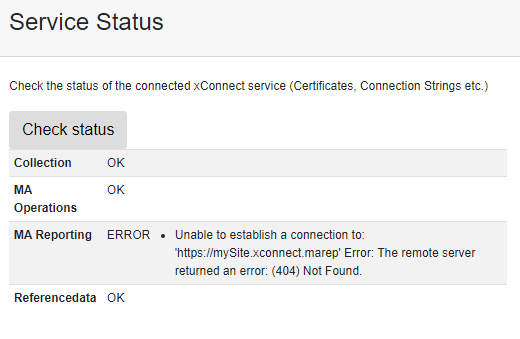 Service Status
Check the status of the connected xConnect service (Certificates, Connection Strings etc.)
Check status
Collection OK
MA Operations OK
MA Reporting ERROR • Unable to establish a connection to:
'https://mySite.xconnect.marep' Error: The remote server
returned an error: (404) Not Found.
Referencedata OK